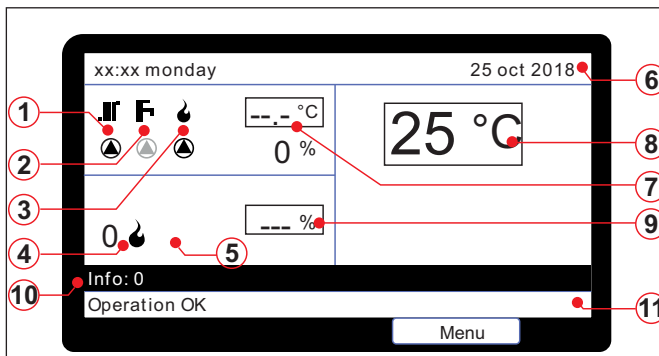 xx:xx monday 25 oct 2018
6
1
--.- °C
25 °C
8
2
0 %
7
3
--- %
9
4
0
5
10
Info: 0
Operation OK
11
Menu